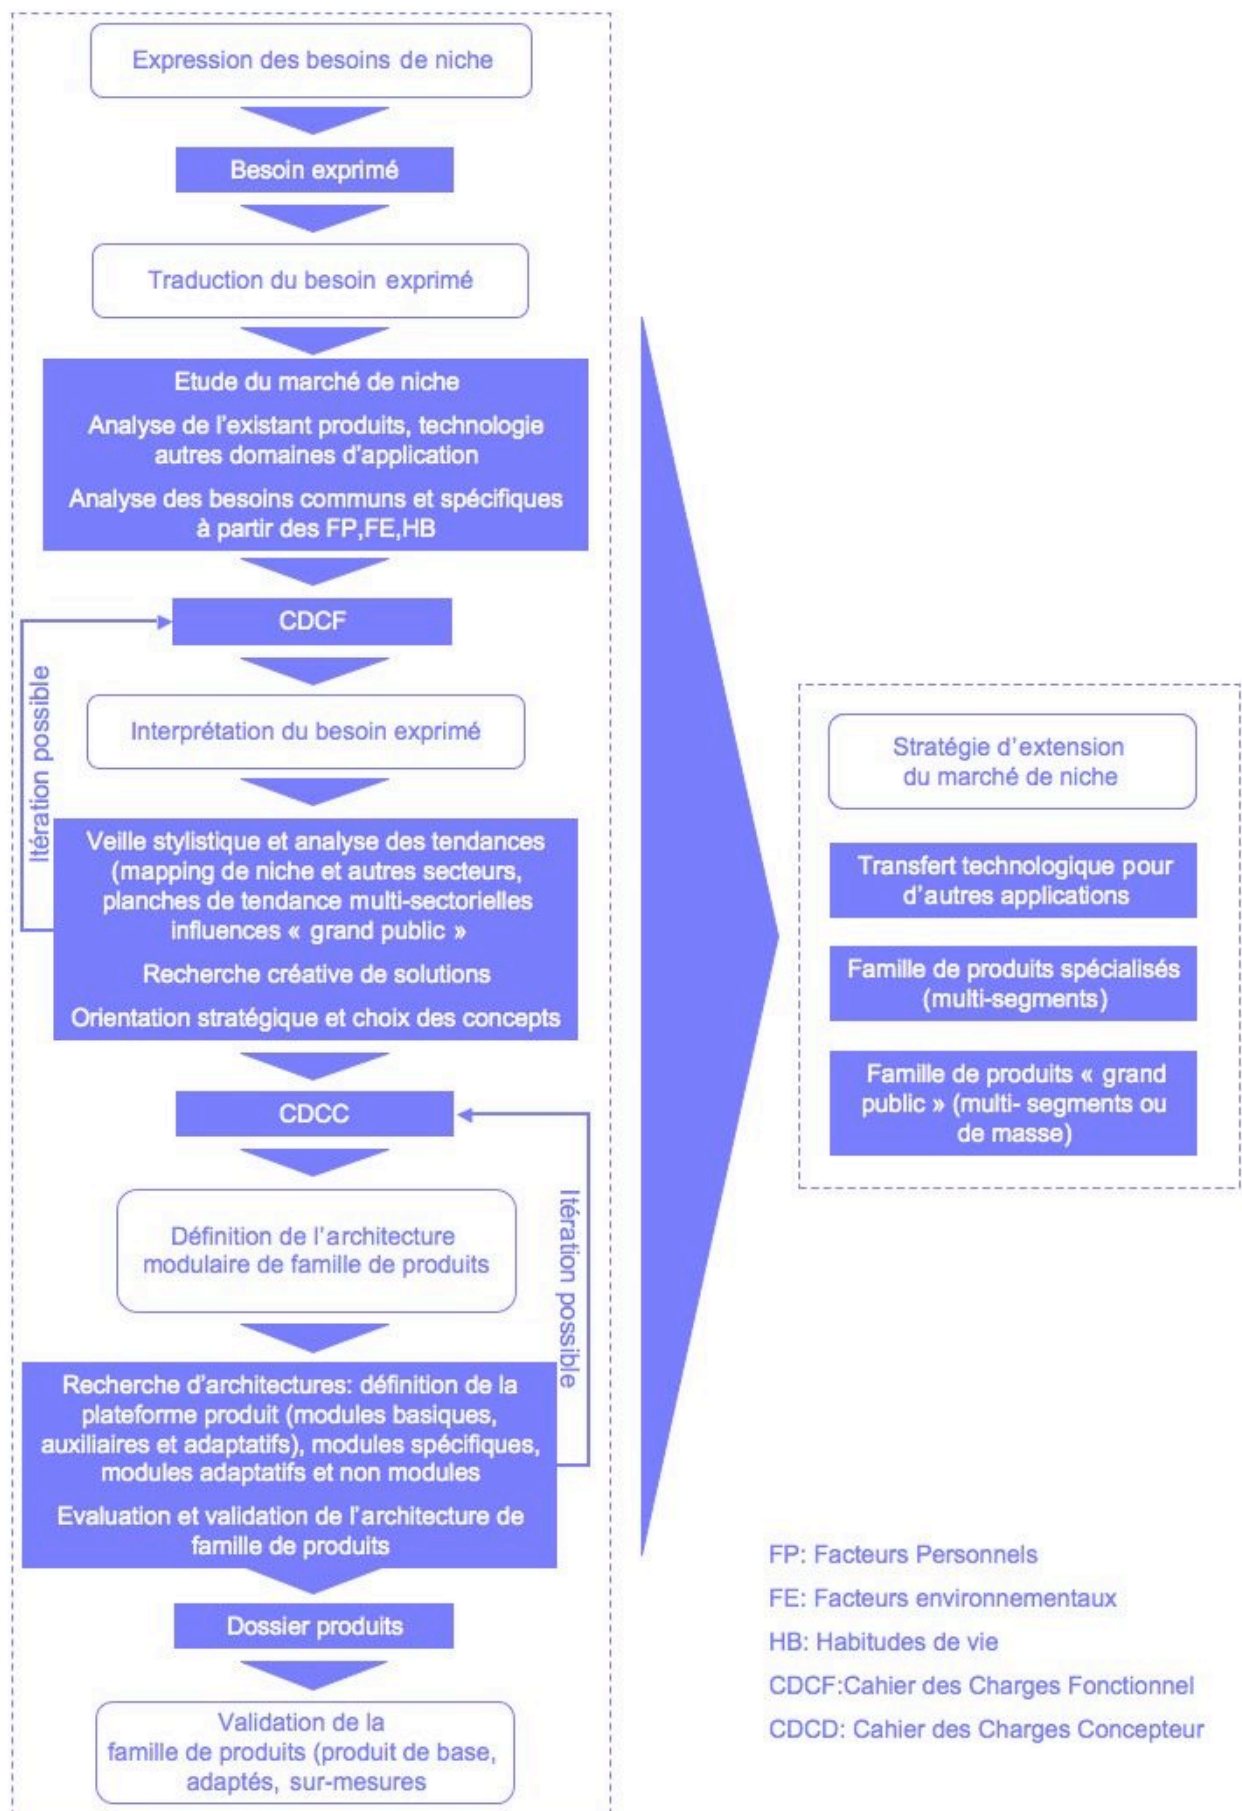 Expression des besoins de niche
Besoin exprimé
Traduction du besoin exprimé
Etude du marché de niche
Analyse de l'existant produits, technologie
autres domaines d'application
Analyse des besoins communs et spécifiques
à partir des FP,FE,HB
CDCF
Itération possible
Interprétation du besoin exprimé
Veille stylistique et analyse des tendances
(mapping de niche et autres secteurs,
planches de tendance multi-sectorielles
influences « grand public »
Recherche créative de solutions
Orientation stratégique et choix des concepts
CDCC
Itération possible
Définition de l'architecture
modulaire de famille de produits
Recherche d'architectures: définition de la
plateforme produit (modules basiques,
auxiliaires et adaptatifs), modules spécifiques,
modules adaptatifs et non modules
Evaluation et validation de l'architecture de
famille de produits
Dossier produits
Validation de la
famille de produits (produit de base,
adaptés, sur-mesures
Stratégie d'extension
du marché de niche
Transfert technologique pour
d'autres applications
Famille de produits spécialisés
(multi-segments)
Famille de produits « grand
public » (multi- segments ou
de masse)
FP: Facteurs Personnels
FE: Facteurs environnementaux
HB: Habitudes de vie
CDCF:Cahier des Charges Fonctionnel
CDCD: Cahier des Charges Concepteur